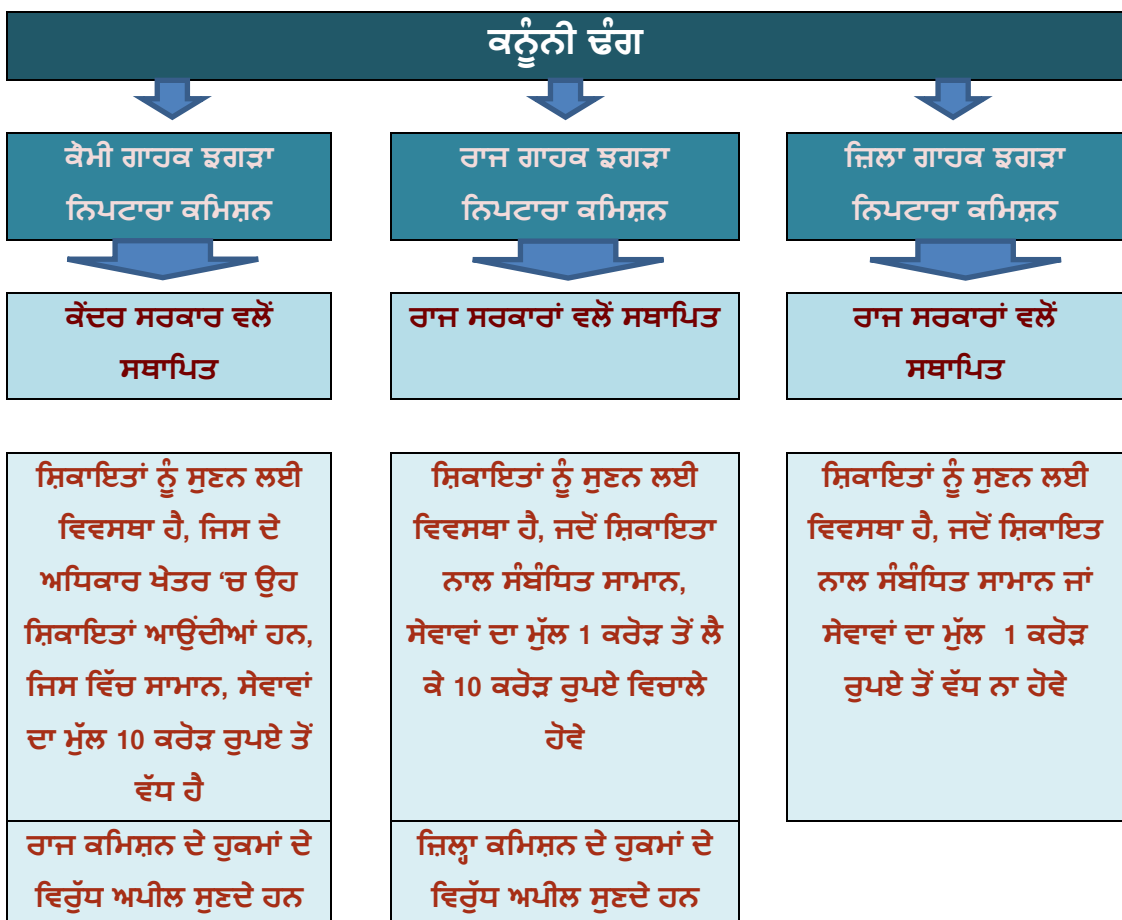 ਕਨੂੰਨੀ ਢੰਗ
ਕੌਮੀ ਗਾਹਕ ਝਗੜਾ
ਨਿਪਟਾਰਾ ਕਮਿਸ਼ਨ
ਕੇਂਦਰ ਸਰਕਾਰ ਵਲੋਂ
ਸਥਾਪਿਤ
ਸ਼ਿਕਾਇਤਾਂ ਨੂੰ ਸੁਣਨ ਲਈ
ਵਿਵਸਥਾ ਹੈ, ਜਿਸ ਦੇ
ਅਧਿਕਾਰ ਖੇਤਰ ‘ਚ ਉਹ
ਸ਼ਿਕਾਇਤਾਂ ਆਉਂਦੀਆਂ ਹਨ,
ਜਿਸ ਵਿੱਚ ਸਾਮਾਨ, ਸੇਵਾਵਾਂ
ਦਾ ਮੁੱਲ 10 ਕਰੋੜ ਰੁਪਏ ਤੋਂ
ਵੱਧ ਹੈ
ਰਾਜ ਕਮਿਸ਼ਨ ਦੇ ਹੁਕਮਾਂ ਦੇ
ਵਿਰੁੱਧ ਅਪੀਲ ਸੁਣਦੇ ਹਨ
ਰਾਜ ਗਾਹਕ ਝਗੜਾ
ਨਿਪਟਾਰਾ ਕਮਿਸ਼ਨ
ਰਾਜ ਸਰਕਾਰਾਂ ਵਲੋਂ ਸਥਾਪਿਤ
ਸ਼ਿਕਾਇਤਾਂ ਨੂੰ ਸੁਣਨ ਲਈ
ਵਿਵਸਥਾ ਹੈ, ਜਦੋਂ ਸ਼ਿਕਾਇਤਾ
ਨਾਲ ਸੰਬੰਧਿਤ ਸਾਮਾਨ,
ਸੇਵਾਵਾਂ ਦਾ ਮੁੱਲ 1 ਕਰੋੜ ਤੋਂ ਲੈ
ਕੇ 10 ਕਰੋੜ ਰੁਪਏ ਵਿਚਾਲੇ
ਹੋਵੇ
ਜ਼ਿਲ੍ਹਾ ਕਮਿਸ਼ਨ ਦੇ ਹੁਕਮਾਂ ਦੇ
ਵਿਰੁੱਧ ਅਪੀਲ ਸੁਣਦੇ ਹਨ
ਜ਼ਿਲਾ ਗਾਹਕ ਝਗੜਾ
ਨਿਪਟਾਰਾ ਕਮਿਸ਼ਨ
ਰਾਜ ਸਰਕਾਰਾਂ ਵਲੋਂ
ਸਥਾਪਿਤ
ਸ਼ਿਕਾਇਤਾਂ ਨੂੰ ਸੁਣਨ ਲਈ
ਵਿਵਸਥਾ ਹੈ, ਜਦੋਂ ਸ਼ਿਕਾਇਤ
ਨਾਲ ਸੰਬੰਧਿਤ ਸਾਮਾਨ ਜਾਂ
ਸੇਵਾਵਾਂ ਦਾ ਮੁੱਲ 1 ਕਰੋੜ
ਰੁਪਏ ਤੋਂ ਵੱਧ ਨਾ ਹੋਵੇ